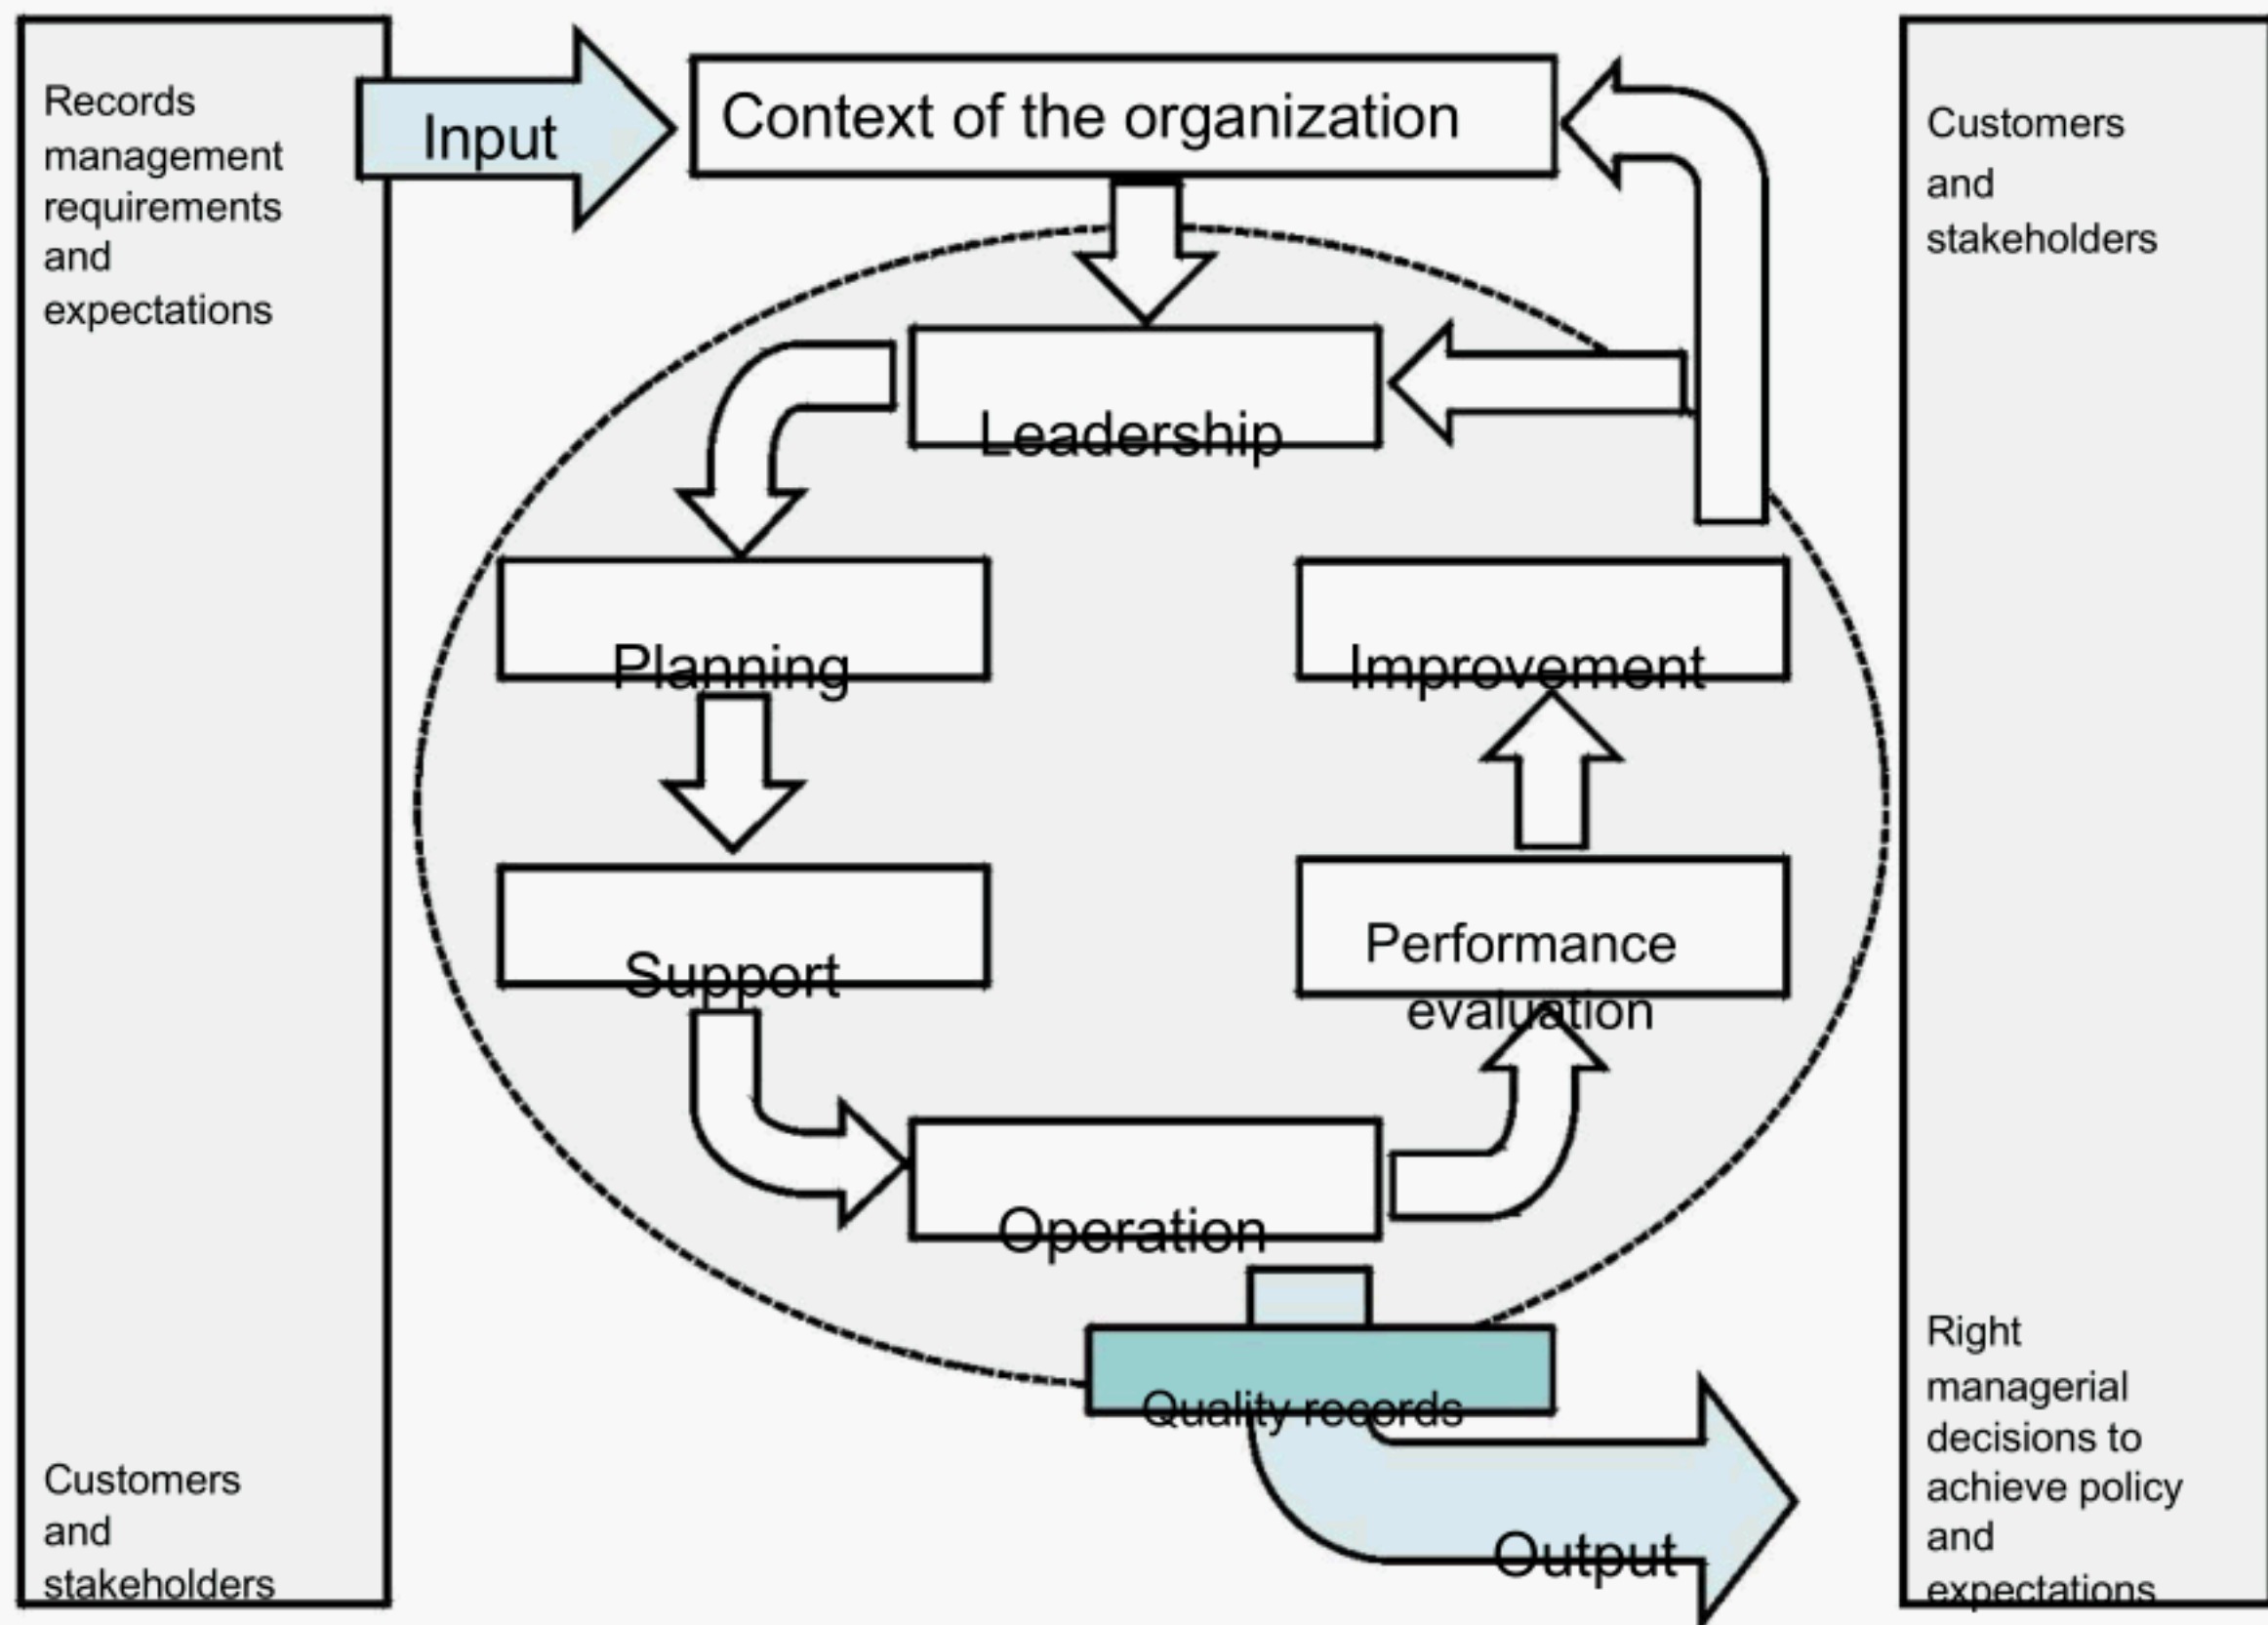 Records
management
requirements
and
expectations
Customers
and
stakeholders
Input
Context of the organization
Leadership
Planning
Improvement
Support
Performance
evaluation
Operation
Quality records
Output
Customers
and
stakeholders
Right
managerial
decisions to
achieve policy
and
expectations